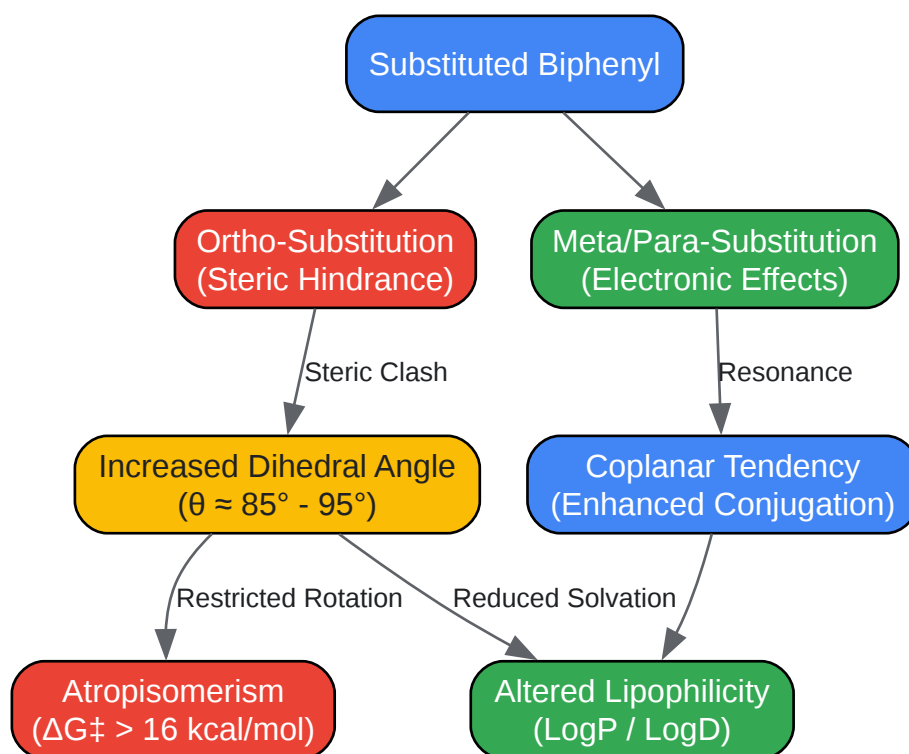 Substituted Biphenyl
Ortho-Substitution
(Steric Hindrance)
Meta/Para-Substitution
(Electronic Effects)
Steric Clash
Resonance
Increased Dihedral Angle
(θ ≈ 85° - 95°)
Coplanar Tendency
(Enhanced Conjugation)
Restricted Rotation
Reduced Solvation
Atropisomerism
(ΔG‡ > 16 kcal/mol)
Altered Lipophilicity
(LogP / LogD)